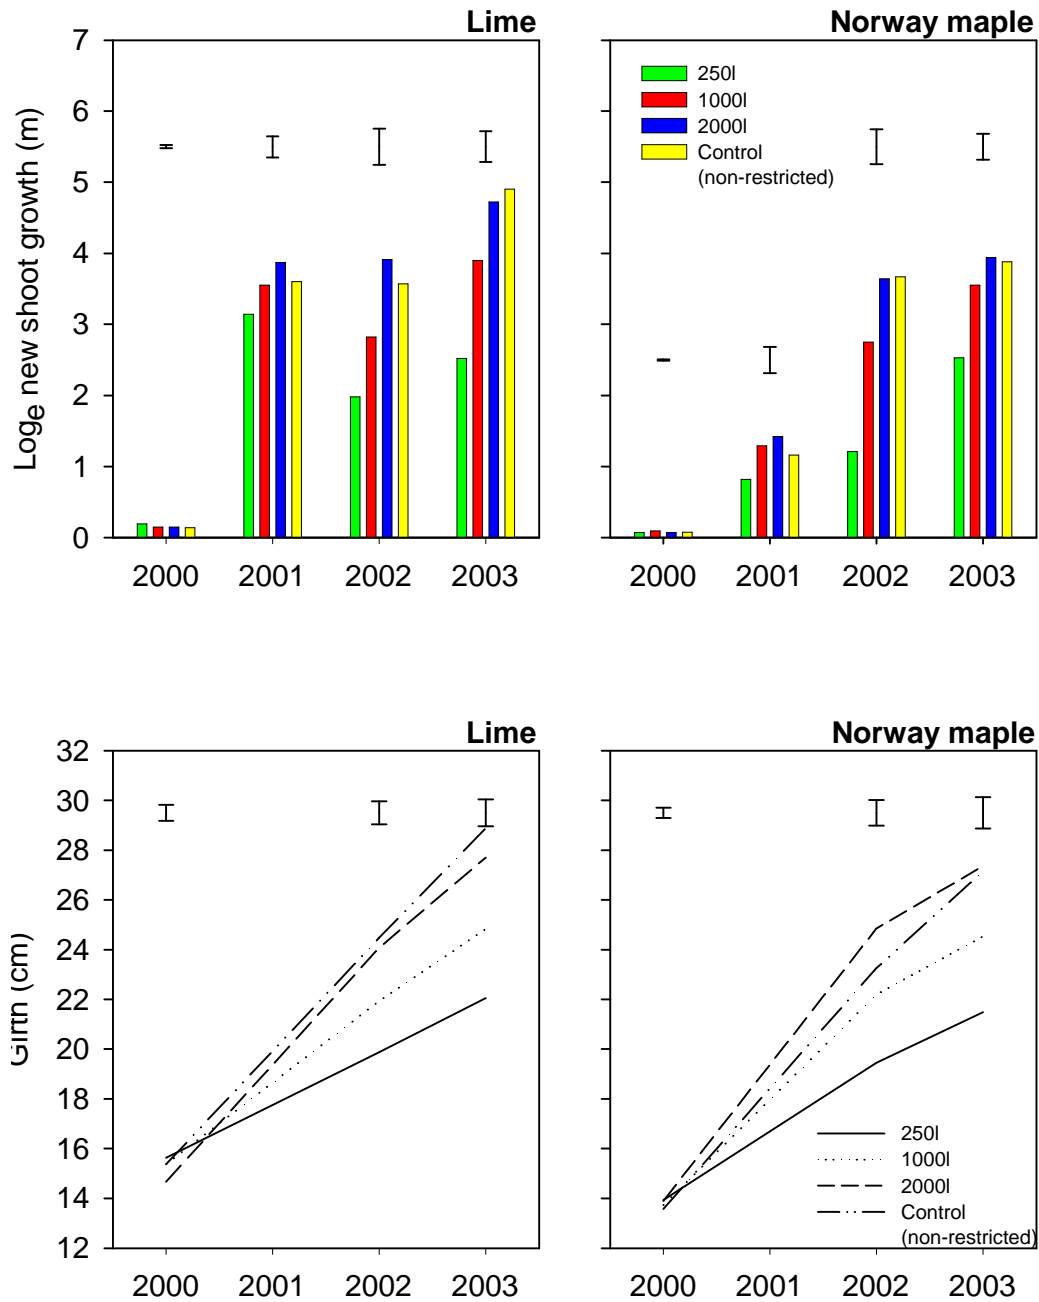 Lime
Norway maple
Log_e new shoot growth (m)
7
6
5
4
3
2
1
0
250l
1000l
2000l
Control
(non-restricted)
2000 2001 2002 2003
2000 2001 2002 2003
Lime
Norway maple
Girth (cm)
32
30
28
26
24
22
20
18
16
14
12
250l
1000l
2000l
Control
(non-restricted)
2000 2001 2002 2003
2000 2001 2002 2003